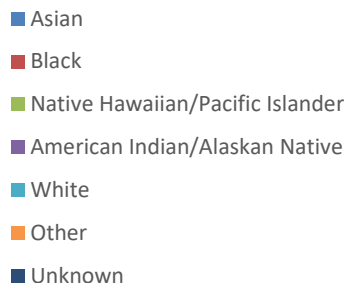 Asian
Black
Native Hawaiian/Pacific Islander
American Indian/Alaskan Native
White
Other
Unknown